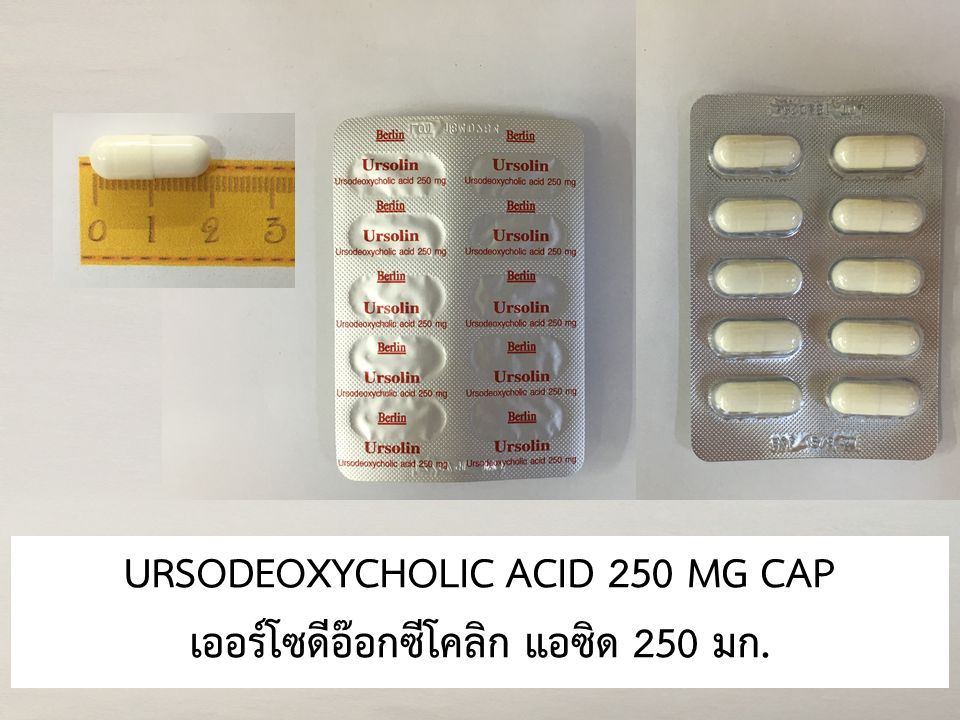 0 1 2 3
Berlin Berlin
Ursolin Ursolin
Ursodeoxycholic acid 250 mg Ursodeoxycholic acid 250 mg
Berlin Berlin
Ursolin Ursolin
Ursodeoxycholic acid 250 mg Ursodeoxycholic acid 250 mg
Berlin Berlin
Ursolin Ursolin
Ursodeoxycholic acid 250 mg Ursodeoxycholic acid 250 mg
Berlin Berlin
Ursolin Ursolin
Ursodeoxycholic acid 250 mg Ursodeoxycholic acid 250 mg
Berlin Berlin
Ursolin Ursolin
Ursodeoxycholic acid 250 mg Ursodeoxycholic acid 250 mg
URSODEOXYCHOLIC ACID 250 MG CAP
เออร์โซดีอ๊อกซีโคลิก แอซิด 250 มก.